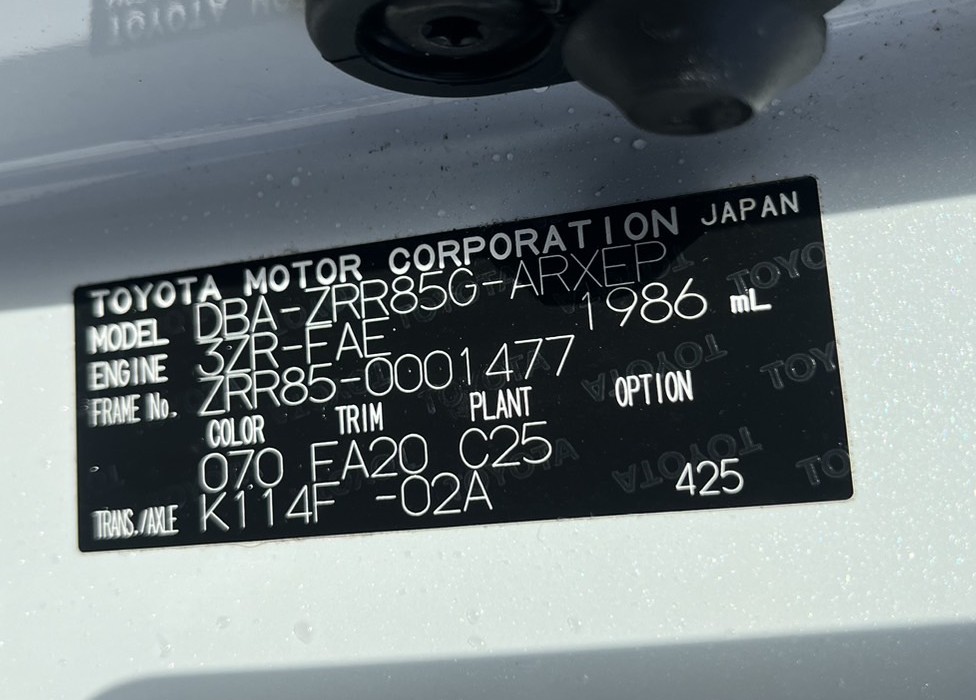 TOYOTA MOTOR CORPORATION JAPAN
MODEL DBA-ZRR85G-ARXEP
ENGINE 3ZR-FAE 1986 mL
FRAME No. ZRR85-0001477
COLOR TRIM PLANT OPTION
070 FA20 C25
TRANS./AXLE K114F -02A 425